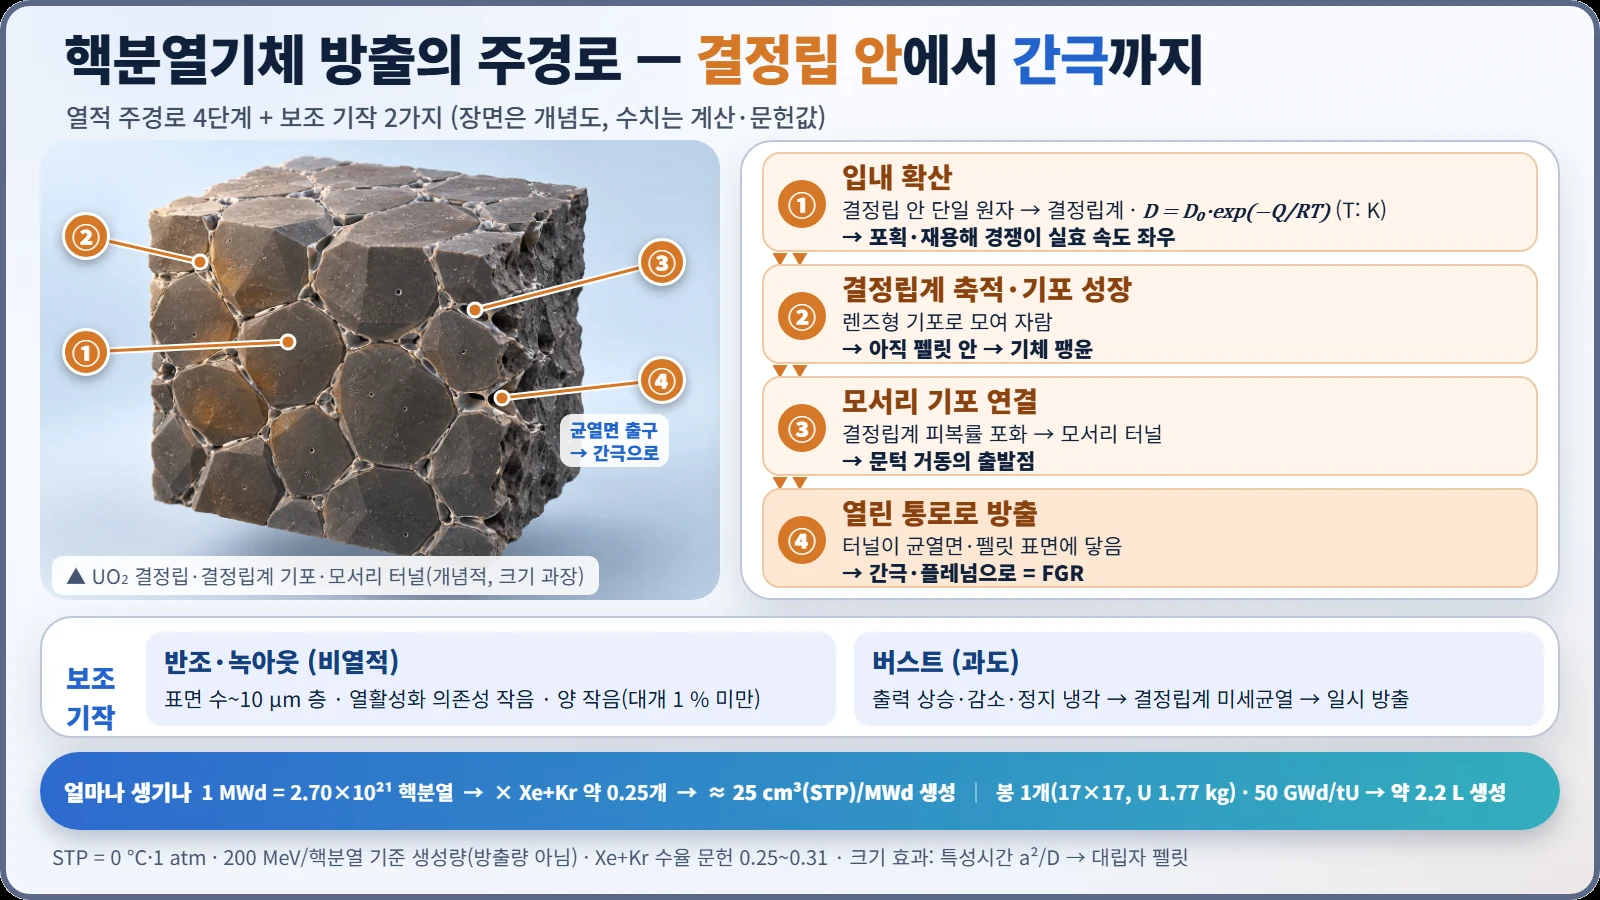 핵분열기체 방출의 주경로 — 결정립 안에서 간극까지
열적 주경로 4단계 + 보조 기작 2가지 (장면은 개념도, 수치는 계산·문헌값)
②
①
③
④
균열면 출구
→ 간극으로
▲ UO₂ 결정립·결정립계 기포·모서리 터널(개념적, 크기 과장)
①
입내 확산
결정립 안 단일 원자 → 결정립계 · D = D₀·exp(−Q/RT) (T: K)
→ 포획·재용해 경쟁이 실효 속도 좌우
②
결정립계 축적·기포 성장
렌즈형 기포로 모여 자람
→ 아직 펠릿 안 → 기체 팽윤
③
모서리 기포 연결
결정립계 피복률 포화 → 모서리 터널
→ 문턱 거동의 출발점
④
열린 통로로 방출
터널이 균열면·펠릿 표면에 닿음
→ 간극·플레넘으로 = FGR
보조
기작
반조·녹아웃 (비열적)
표면 수~10 µm 층 · 열활성화 의존성 작음 · 양 작음(대개 1 % 미만)
버스트 (과도)
출력 상승·감소·정지 냉각 → 결정립계 미세균열 → 일시 방출
얼마나 생기나 1 MWd = 2.70×10²¹ 핵분열 → × Xe+Kr 약 0.25개 → ≈ 25 cm³(STP)/MWd 생성 | 봉 1개(17×17, U 1.77 kg) · 50 GWd/tU → 약 2.2 L 생성
STP = 0 °C·1 atm · 200 MeV/핵분열 기준 생성량(방출량 아님) · Xe+Kr 수율 문헌 0.25~0.31 · 크기 효과: 특성시간 a²/D → 대립자 펠릿